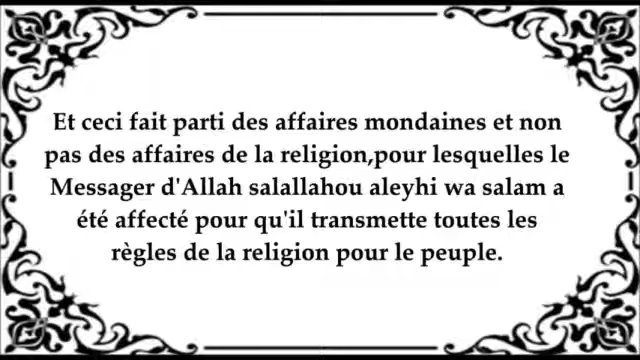 Et ceci fait parti des affaires mondaines et non
pas des affaires de la religion,pour lesquelles le
Messager d'Allah salallahou aleyhi wa salam a
été affecté pour qu'il transmette toutes les
règles de la religion pour le peuple.